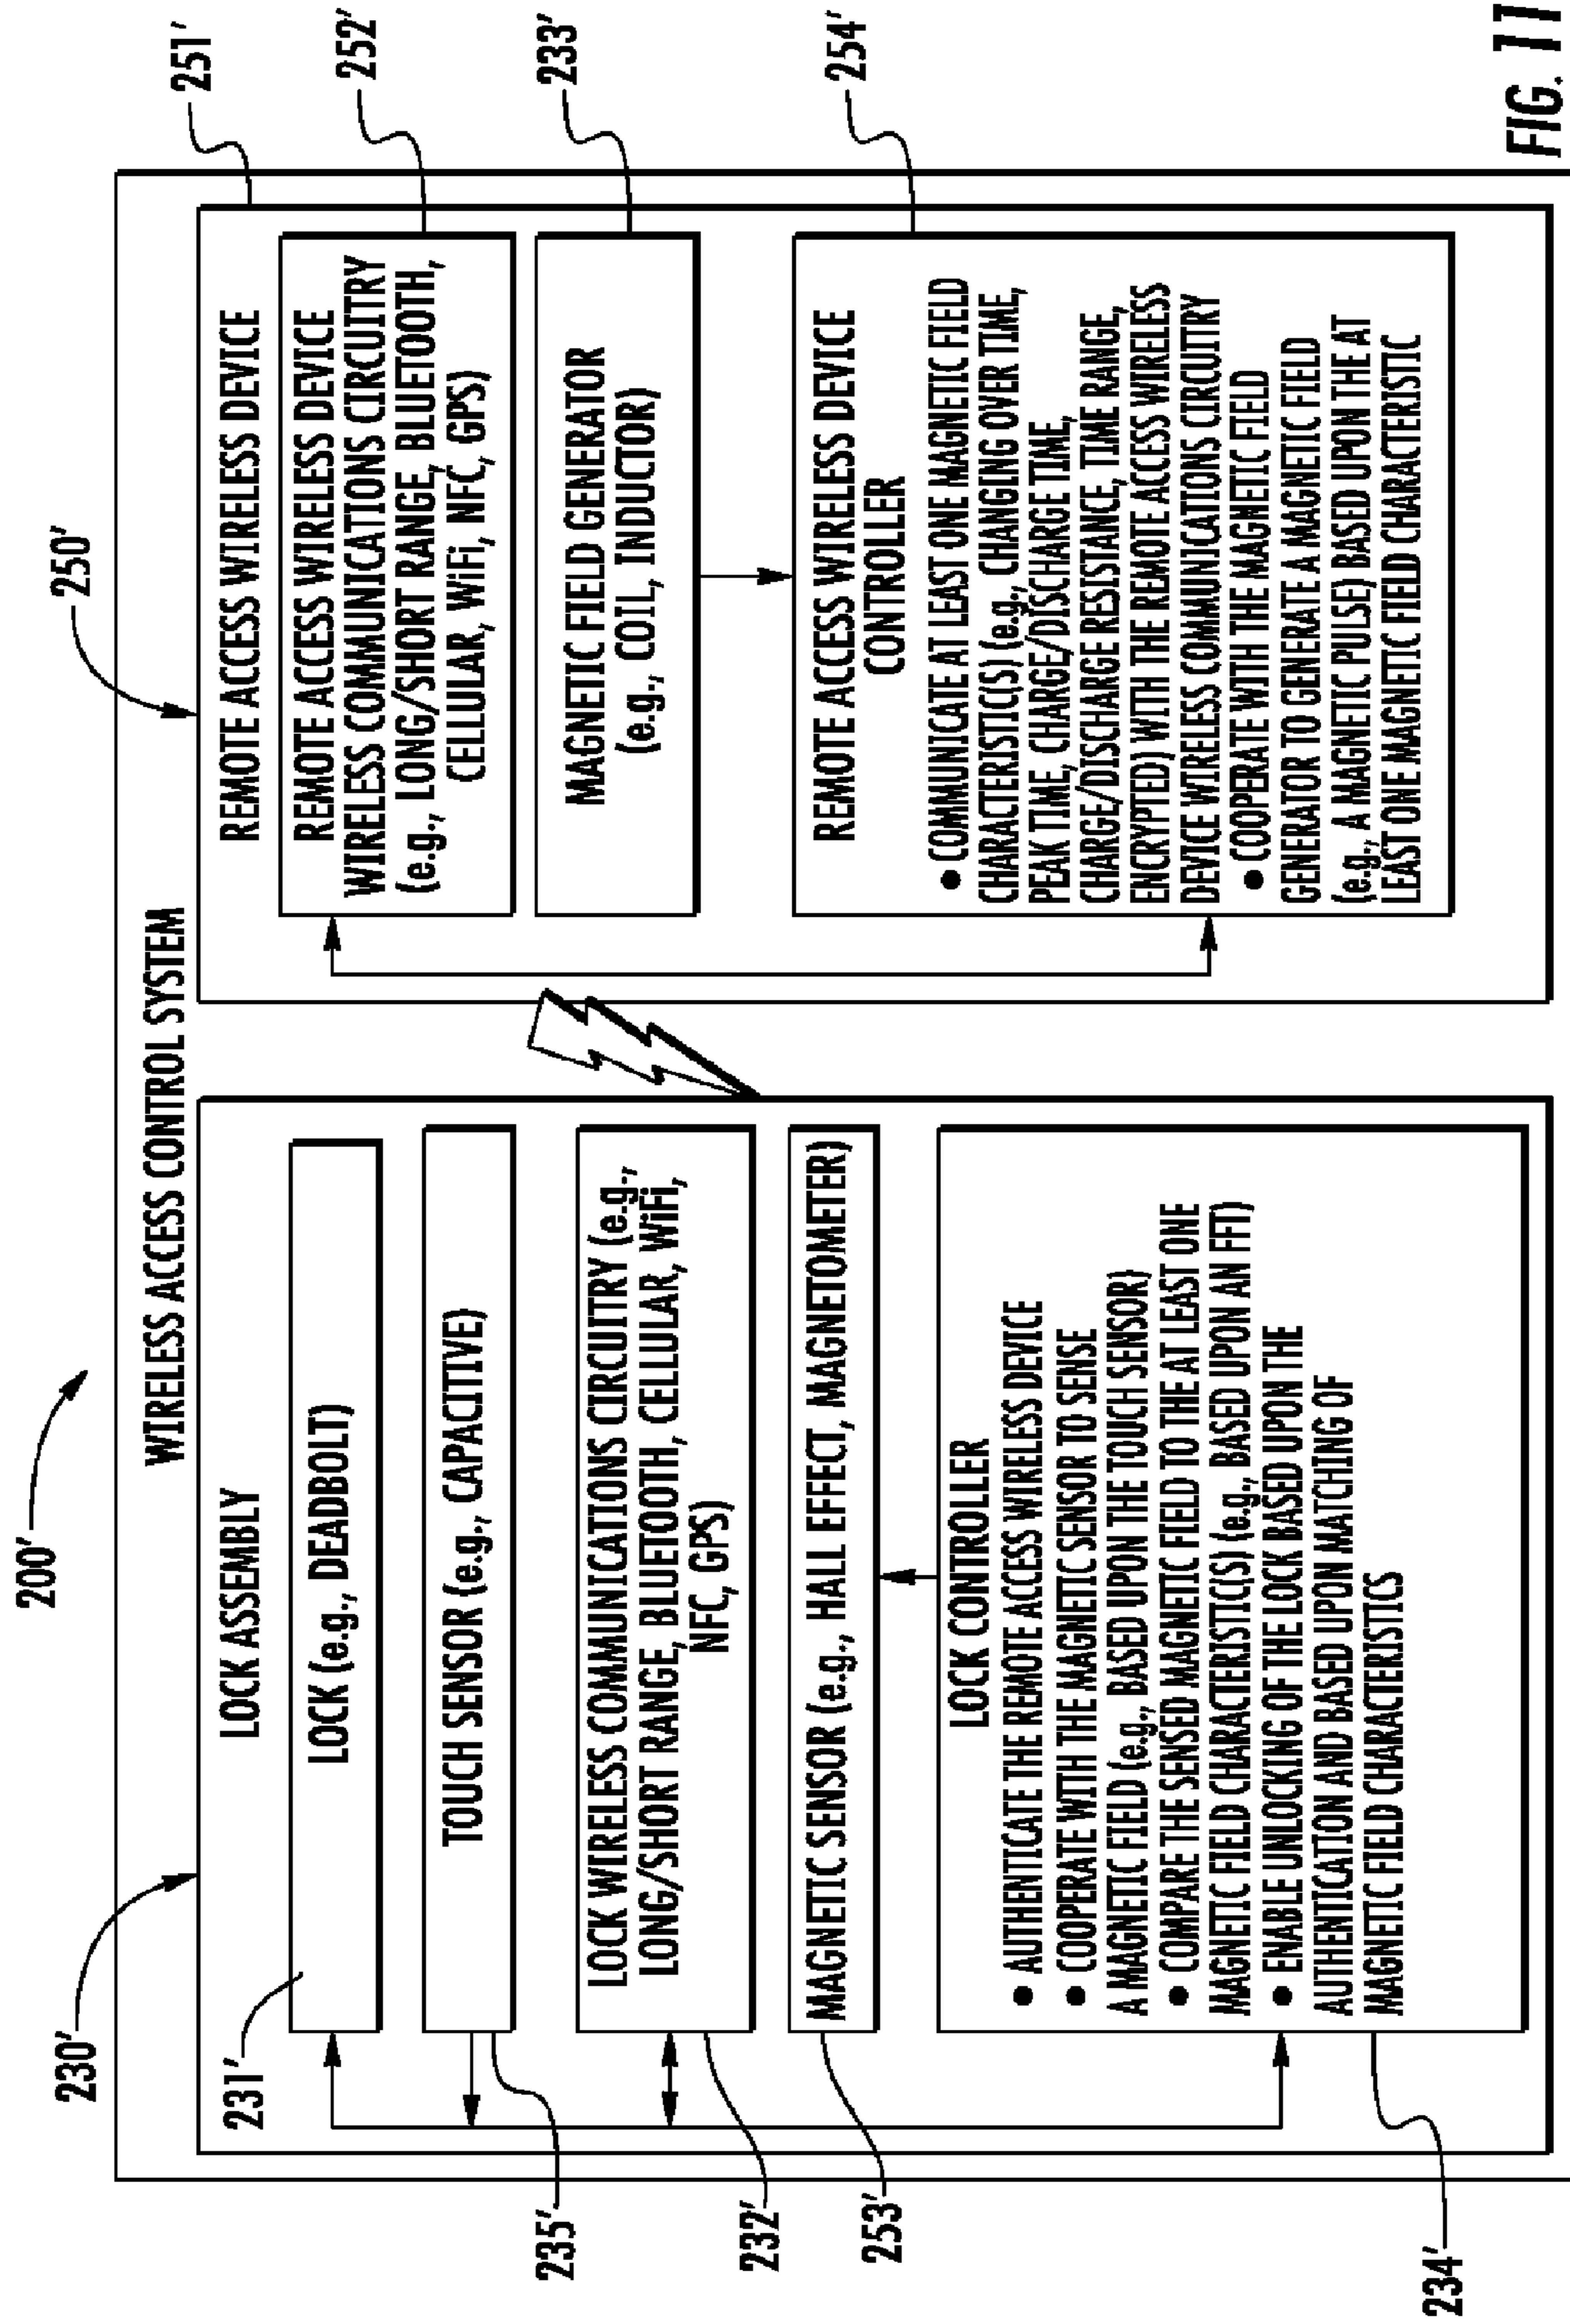 200'
WIRELESS ACCESS CONTROL SYSTEM
230'
LOCK ASSEMBLY
231'
LOCK (e.g., DEADBOLT)
TOUCH SENSOR (e.g., CAPACITIVE)
235'
LOCK WIRELESS COMMUNICATIONS CIRCUITRY (e.g.,
LONG/SHORT RANGE, BLUETOOTH, CELLULAR, WiFi,
NFC, GPS)
232'
MAGNETIC SENSOR (e.g., HALL EFFECT, MAGNETOMETER)
253'
LOCK CONTROLLER
● AUTHENTICATE THE REMOTE ACCESS WIRELESS DEVICE
● COOPERATE WITH THE MAGNETIC SENSOR TO SENSE
A MAGNETIC FIELD (e.g., BASED UPON THE TOUCH SENSOR)
● COMPARE THE SENSED MAGNETIC FIELD TO THE AT LEAST ONE
MAGNETIC FIELD CHARACTERISTIC(S) (e.g., BASED UPON AN FFT)
● ENABLE UNLOCKING OF THE LOCK BASED UPON THE
AUTHENTICATION AND BASED UPON MATCHING OF
MAGNETIC FIELD CHARACTERISTICS
234'
250'
251'
REMOTE ACCESS WIRELESS DEVICE
REMOTE ACCESS WIRELESS DEVICE
WIRELESS COMMUNICATIONS CIRCUITRY
(e.g., LONG/SHORT RANGE, BLUETOOTH,
CELLULAR, WiFi, NFC, GPS)
252'
MAGNETIC FIELD GENERATOR
(e.g., COIL, INDUCTOR)
233'
REMOTE ACCESS WIRELESS DEVICE
CONTROLLER
● COMMUNICATE AT LEAST ONE MAGNETIC FIELD
CHARACTERISTIC(S) (e.g., CHANGING OVER TIME,
PEAK TIME, CHARGE/DISCHARGE TIME,
CHARGE/DISCHARGE RESISTANCE, TIME RANGE,
ENCRYPTED) WITH THE REMOTE ACCESS WIRELESS
DEVICE WIRELESS COMMUNICATIONS CIRCUITRY
● COOPERATE WITH THE MAGNETIC FIELD
GENERATOR TO GENERATE A MAGNETIC FIELD
(e.g., A MAGNETIC PULSE) BASED UPON THE AT
LEAST ONE MAGNETIC FIELD CHARACTERISTIC
254'
FIG. 11